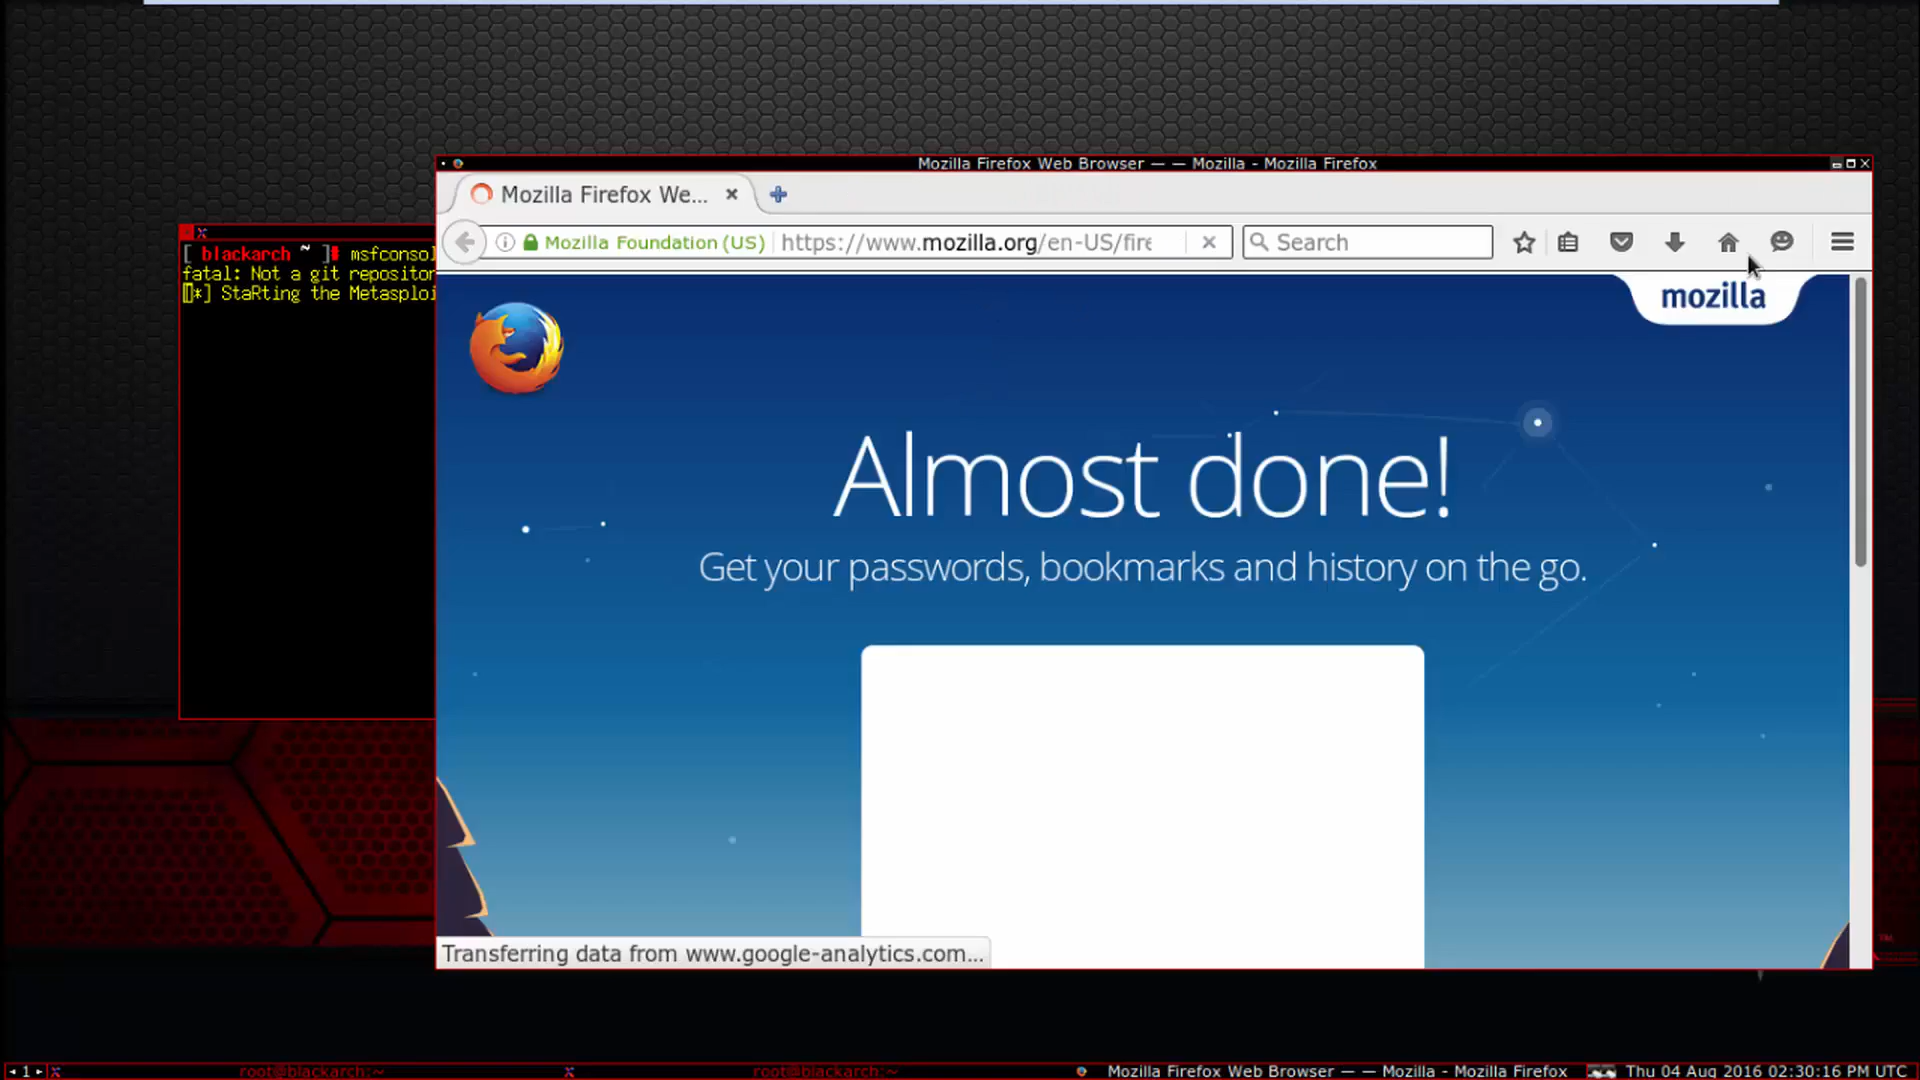 Mozilla Firefox Web Browser — — Mozilla - Mozilla Firefox
Mozilla Firefox We...
Mozilla Foundation (US) https://www.mozilla.org/en-US/fire Search
[ blackarch ~ ] msfconsol
fatal: Not a git repositor
[*] StaRting the Metasploi
mozilla
Almost done!
Get your passwords, bookmarks and history on the go.
Transferring data from www.google-analytics.com...
1 root@blackarch:~ root@blackarch:~ Mozilla Firefox Web Browser — — Mozilla - Mozilla Firefox Thu 04 Aug 2016 02:30:16 PM UTC